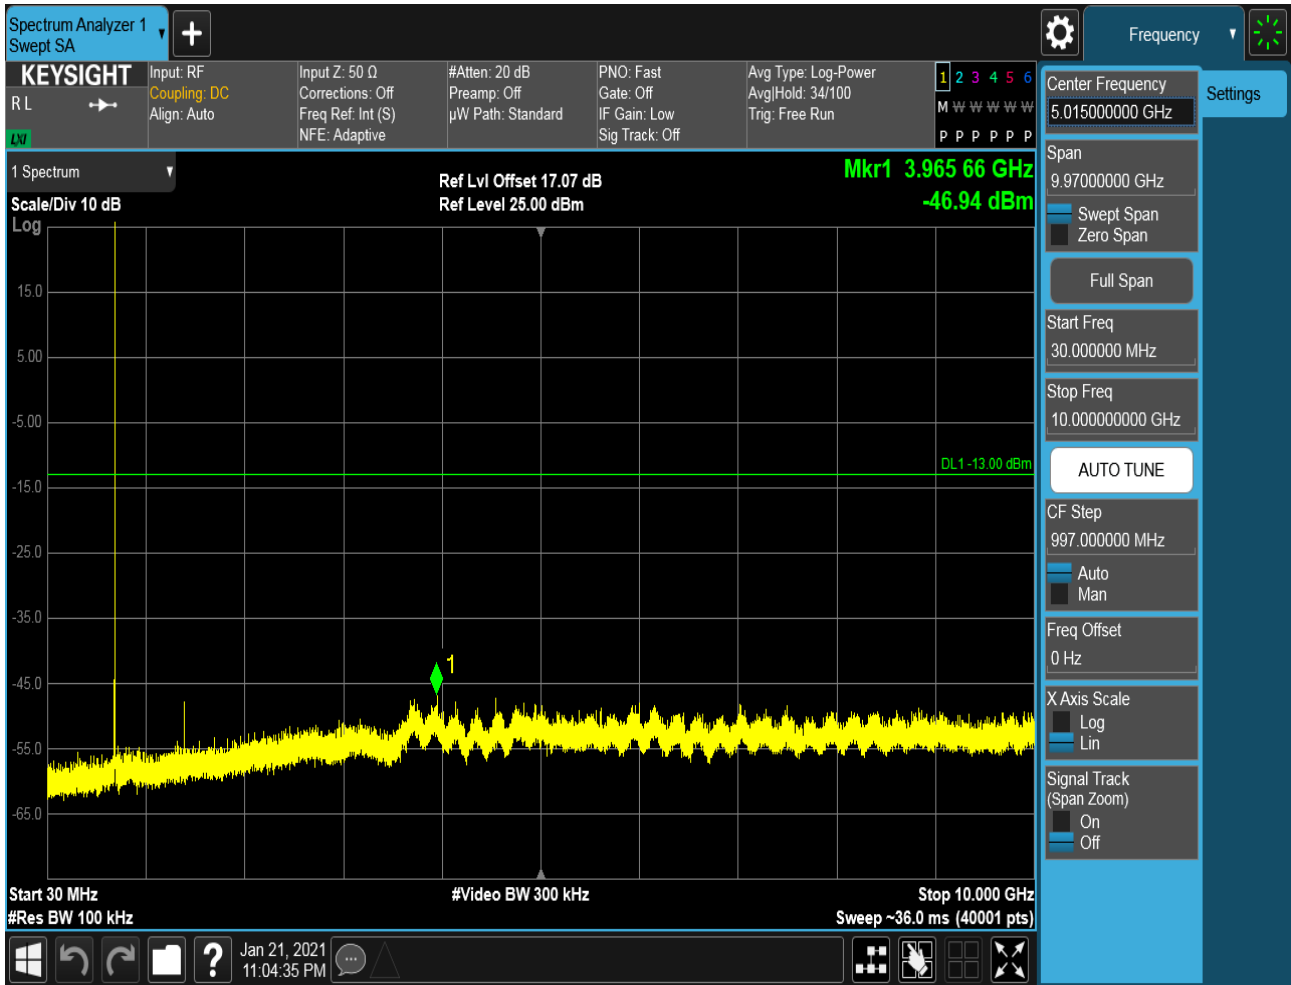 Spectrum Analyzer 1
Swept SA
Frequency
KEYSIGHT
R L
LXI
Input: RF
Coupling: DC
Align: Auto
Input Z: 50 Ω
Corrections: Off
Freq Ref: Int (S)
NFE: Adaptive
#Atten: 20 dB
Preamp: Off
µW Path: Standard
PNO: Fast
Gate: Off
IF Gain: Low
Sig Track: Off
Avg Type: Log-Power
Avg|Hold: 34/100
Trig: Free Run
1 2 3 4 5 6
M W W W W W
P P P P P P
1 Spectrum
Scale/Div 10 dB
Log
Ref Lvl Offset 17.07 dB
Ref Level 25.00 dBm
Mkr1 3.965 66 GHz
-46.94 dBm
15.0
5.00
-5.00
DL1 -13.00 dBm
-15.0
-25.0
-35.0
1
-45.0
-55.0
-65.0
Start 30 MHz
#Res BW 100 kHz
#Video BW 300 kHz
Stop 10.000 GHz
Sweep ~36.0 ms (40001 pts)
Center Frequency
5.015000000 GHz
Settings
Span
9.97000000 GHz
Swept Span
Zero Span
Full Span
Start Freq
30.000000 MHz
Stop Freq
10.000000000 GHz
AUTO TUNE
CF Step
997.000000 MHz
Auto
Man
Freq Offset
0 Hz
X Axis Scale
Log
Lin
Signal Track
(Span Zoom)
On
Off
?
Jan 21, 2021
11:04:35 PM